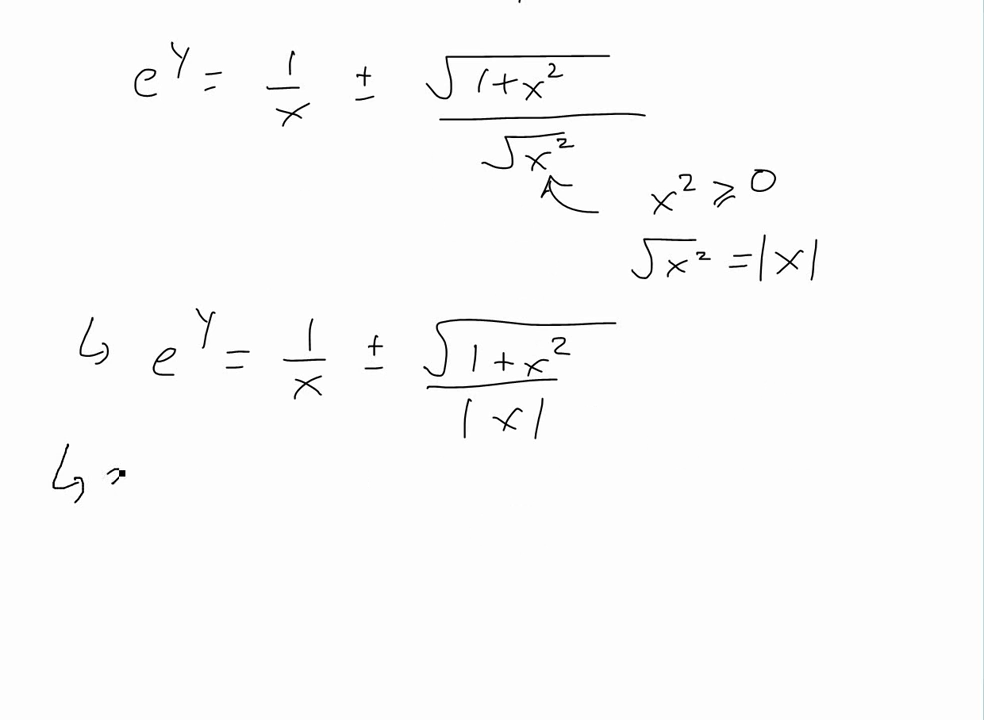 e^y = 1/x ± √(1+x²)/√x²
x² ⩾ 0
√x² = |x|
↳ e^y = 1/x ± √(1+x²)/|x|
↳